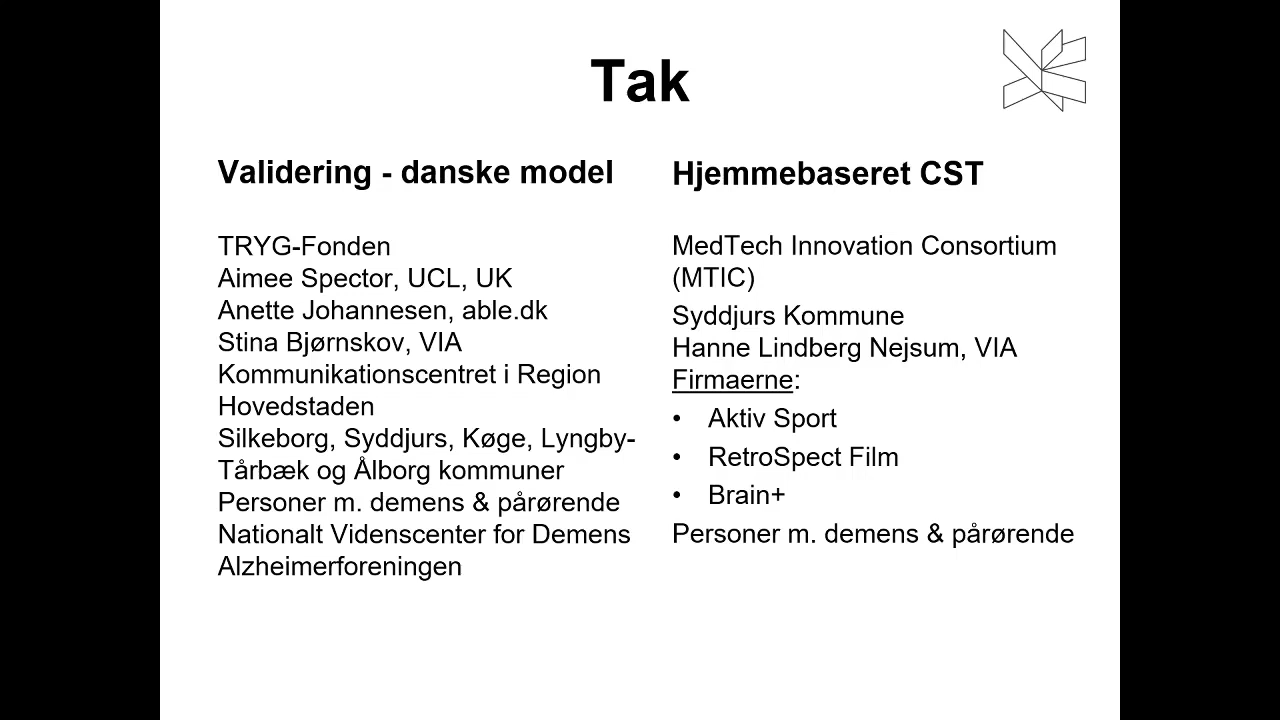 Tak
Validering - danske model
TRYG-Fonden
Aimee Spector, UCL, UK
Anette Johannesen, able.dk
Stina Bjørnskov, VIA
Kommunikationscentret i Region
Hovedstaden
Silkeborg, Syddjurs, Køge, Lyngby-
Tårbæk og Ålborg kommuner
Personer m. demens & pårørende
Nationalt Videnscenter for Demens
Alzheimerforeningen
Hjemmebaseret CST
MedTech Innovation Consortium
(MTIC)
Syddjurs Kommune
Hanne Lindberg Nejsum, VIA
Firmaerne:
• Aktiv Sport
• RetroSpect Film
• Brain+
Personer m. demens & pårørende